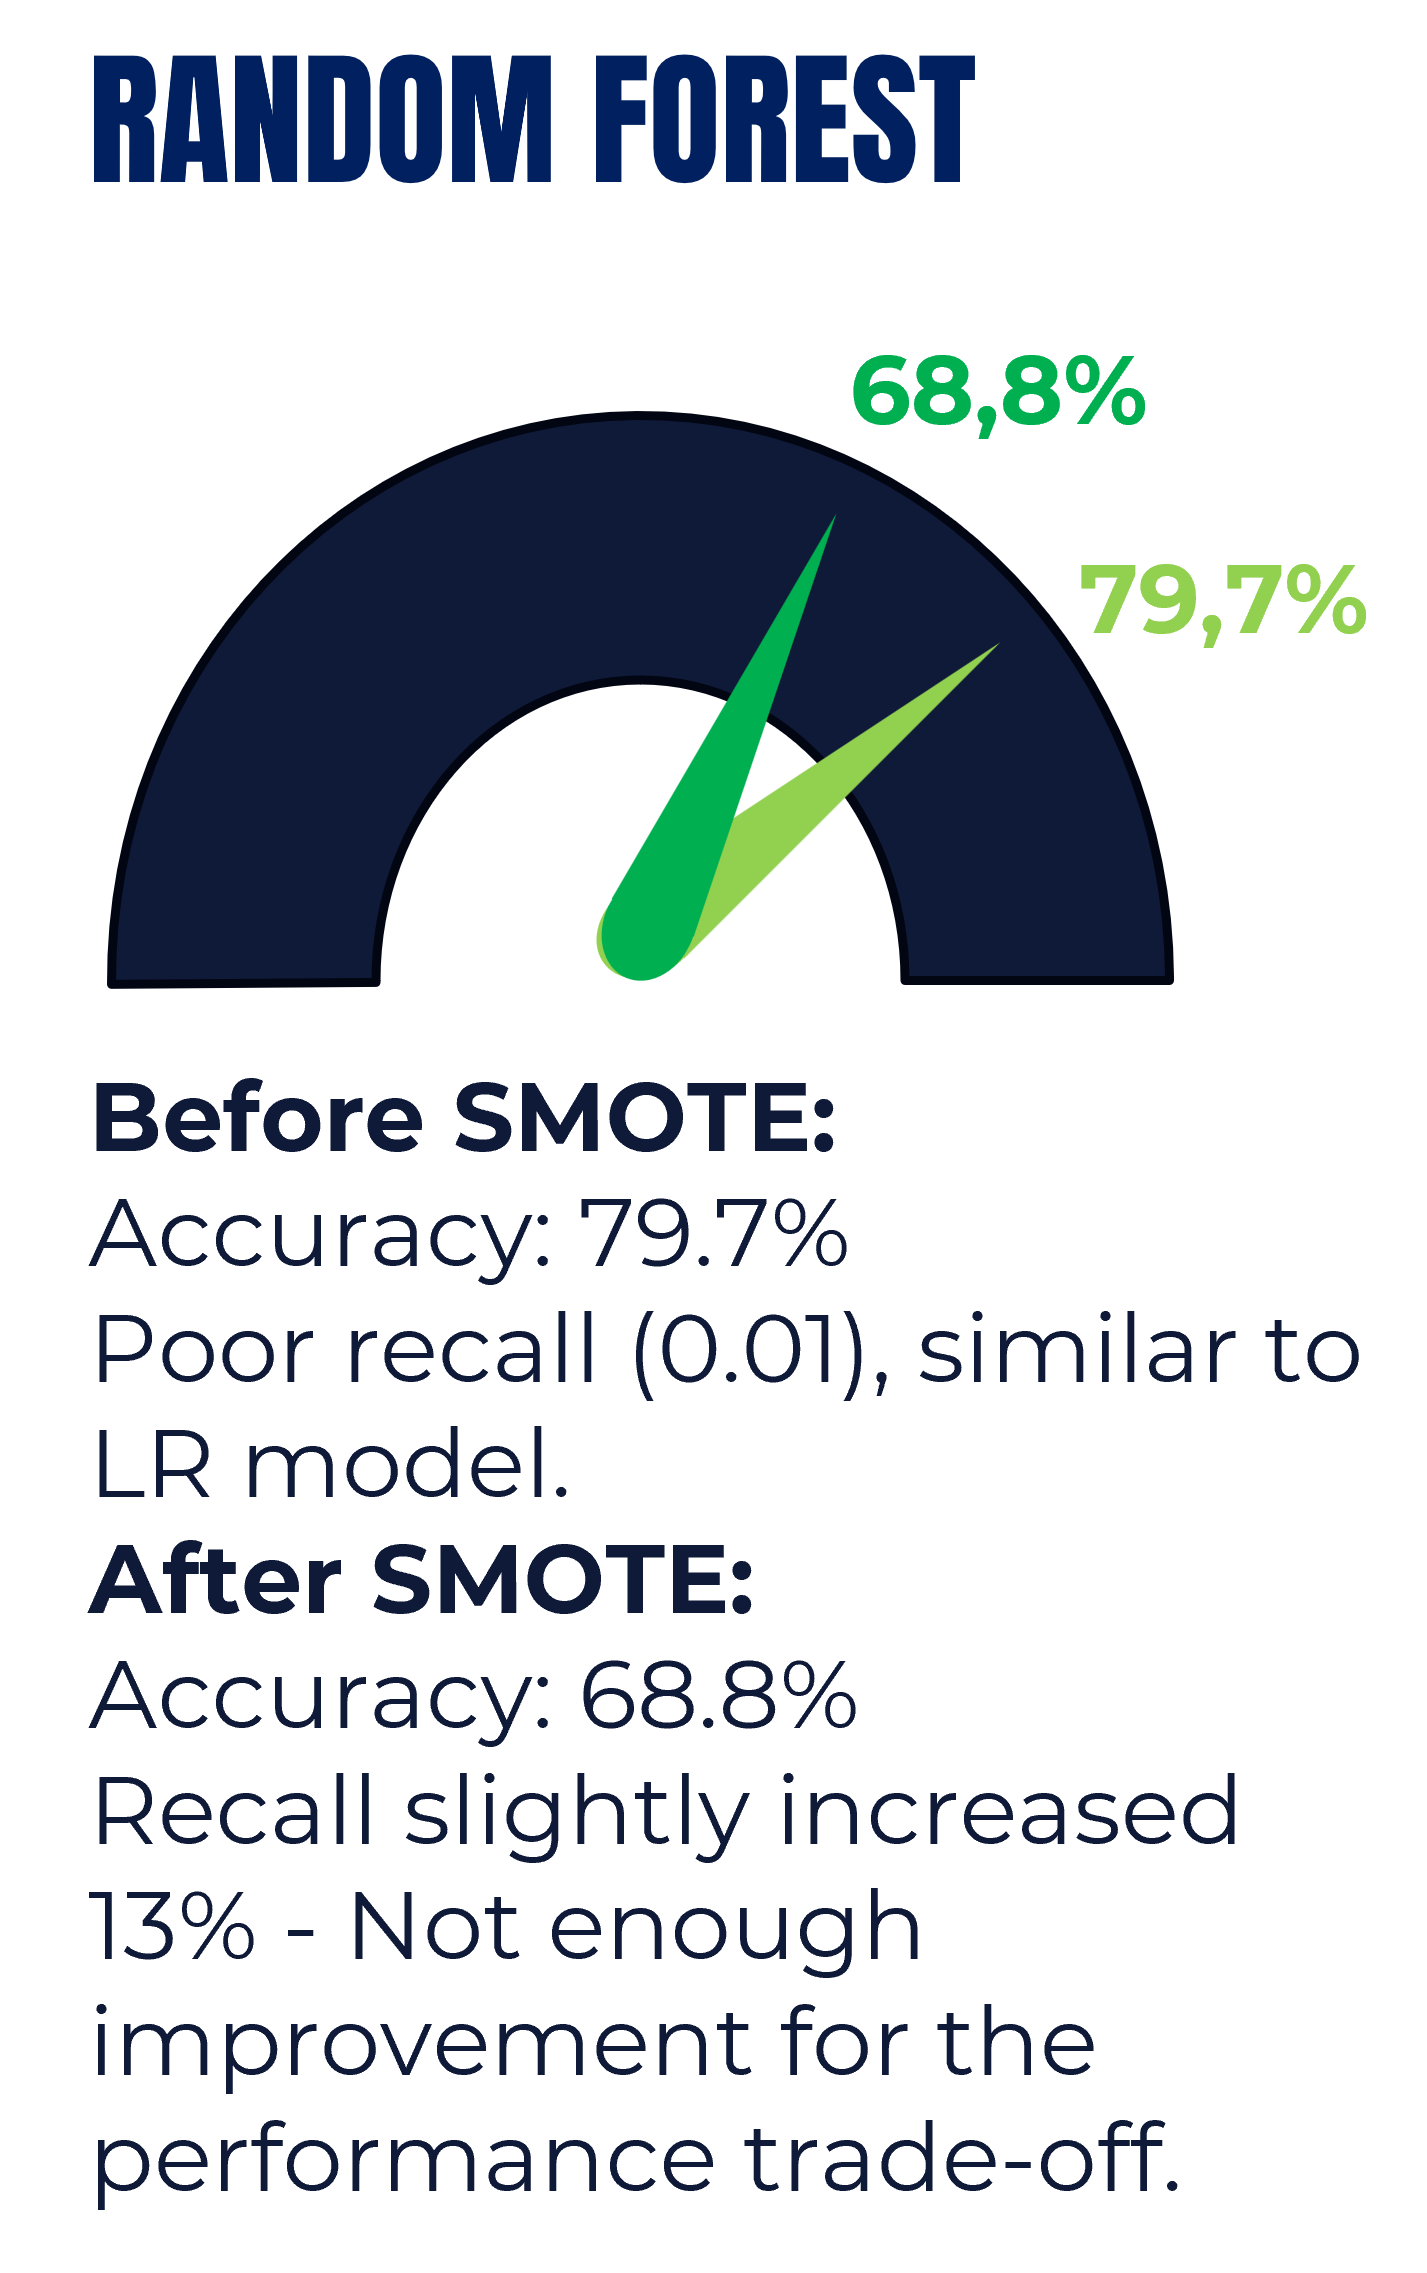 RANDOM FOREST
68,8%
79,7%
Before SMOTE:
Accuracy: 79.7%
Poor recall (0.01), similar to
LR model.
After SMOTE:
Accuracy: 68.8%
Recall slightly increased
13% - Not enough
improvement for the
performance trade-off.